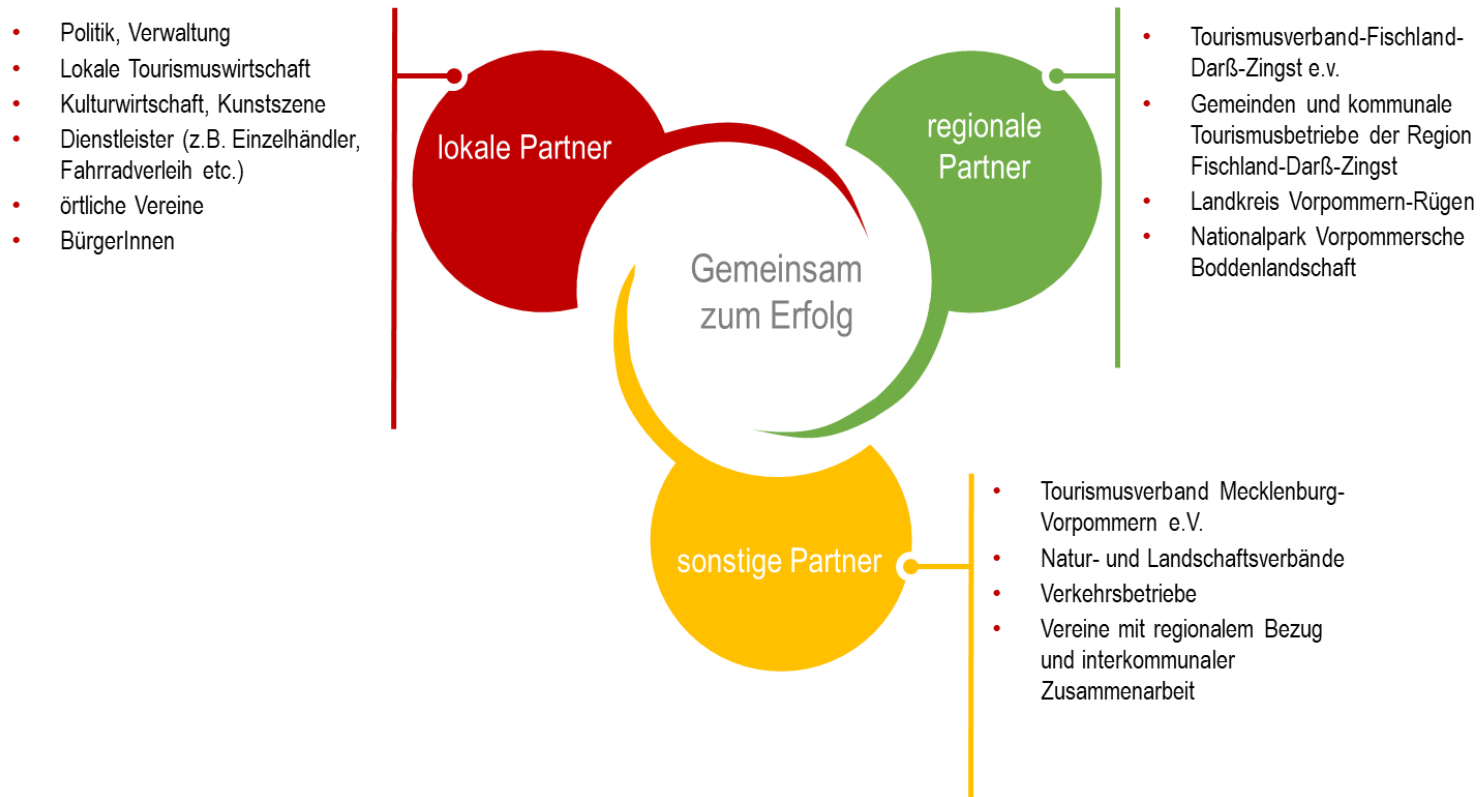 • Politik, Verwaltung
• Lokale Tourismuswirtschaft
• Kulturwirtschaft, Kunstszene
• Dienstleister (z.B. Einzelhändler,
Fahrradverleih etc.)
• örtliche Vereine
• BürgerInnen
lokale Partner
regionale
Partner
• Tourismusverband-Fischland-
Darß-Zingst e.v.
• Gemeinden und kommunale
Tourismusbetriebe der Region
Fischland-Darß-Zingst
• Landkreis Vorpommern-Rügen
• Nationalpark Vorpommersche
Boddenlandschaft
Gemeinsam
zum Erfolg
sonstige Partner
• Tourismusverband Mecklenburg-
Vorpommern e.V.
• Natur- und Landschaftsverbände
• Verkehrsbetriebe
• Vereine mit regionalem Bezug
und interkommunaler
Zusammenarbeit